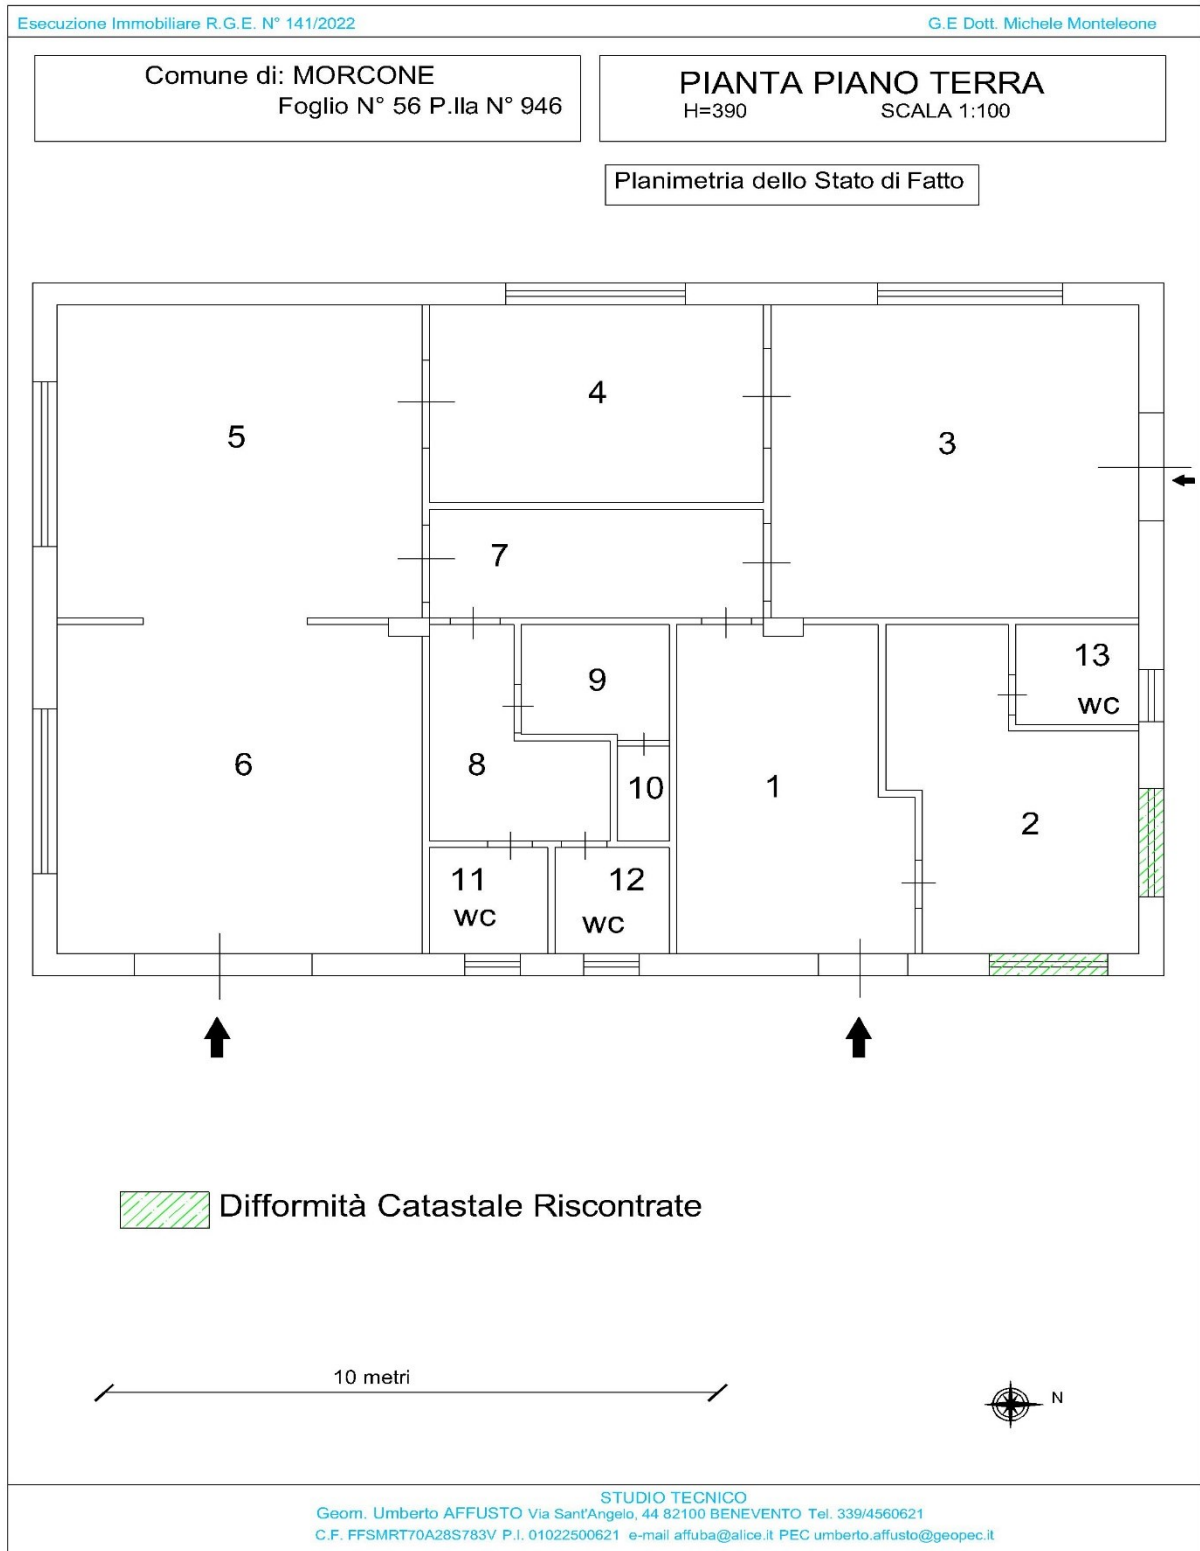 Esecuzione Immobiliare R.G.E. N° 141/2022
G.E Dott. Michele Monteleone
Comune di: MORCONE
Foglio N° 56 P.lla N° 946
PIANTA PIANO TERRA
H=390 SCALA 1:100
Planimetria dello Stato di Fatto
4
5
3
7
13
wc
9
6
8
10
1
2
11
wc
12
wc
Difformità Catastale Riscontrate
10 metri
N
STUDIO TECNICO
Geom. Umberto AFFUSTO Via Sant'Angelo, 44 82100 BENEVENTO Tel. 339/4560621
C.F. FFSMRT70A28S783V P.I. 01022500621 e-mail affuba@alice.it PEC umberto.affusto@geopec.it